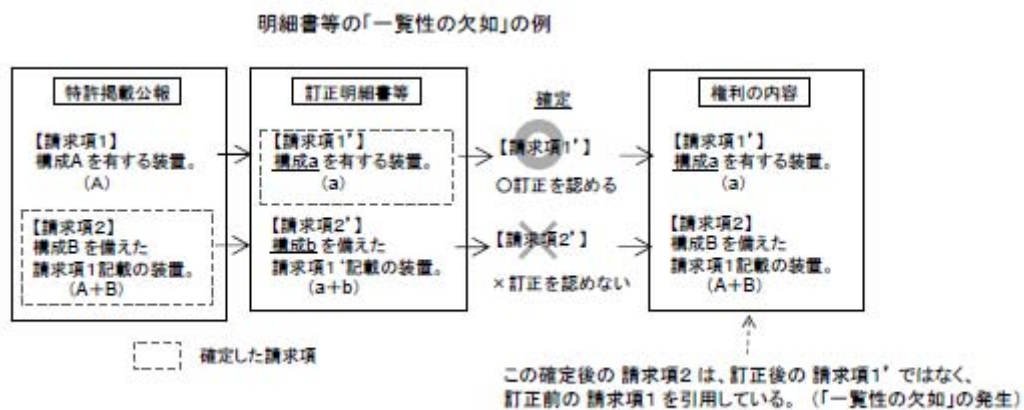 明細書等の「一覧性の欠如」の例
特許掲載公報
【請求項1】
構成Aを有する装置。
(A)
【請求項2】
構成Bを備えた
請求項1記載の装置。
(A+B)
訂正明細書等
【請求項1'】
構成aを有する装置。
(a)
【請求項2'】
構成bを備えた
請求項1'記載の装置。
(a+b)
確定
【請求項1'】
○訂正を認める
【請求項2'】
×訂正を認めない
権利の内容
【請求項1'】
構成aを有する装置。
(a)
【請求項2】
構成Bを備えた
請求項1記載の装置。
(A+B)
確定した請求項
この確定後の 請求項2 は、訂正後の 請求項1' ではなく、
訂正前の 請求項1 を引用している。 (「一覧性の欠如」の発生)